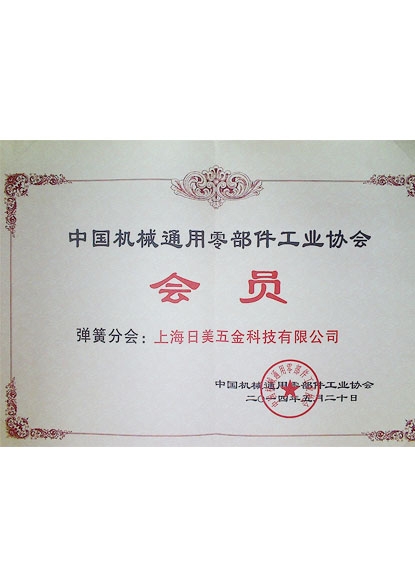 中国机械通用零部件工业协会
会员
弹簧分会：上海日美五金科技有限公司
中国机械通用零部件工业协会
二〇一四年五月二十日